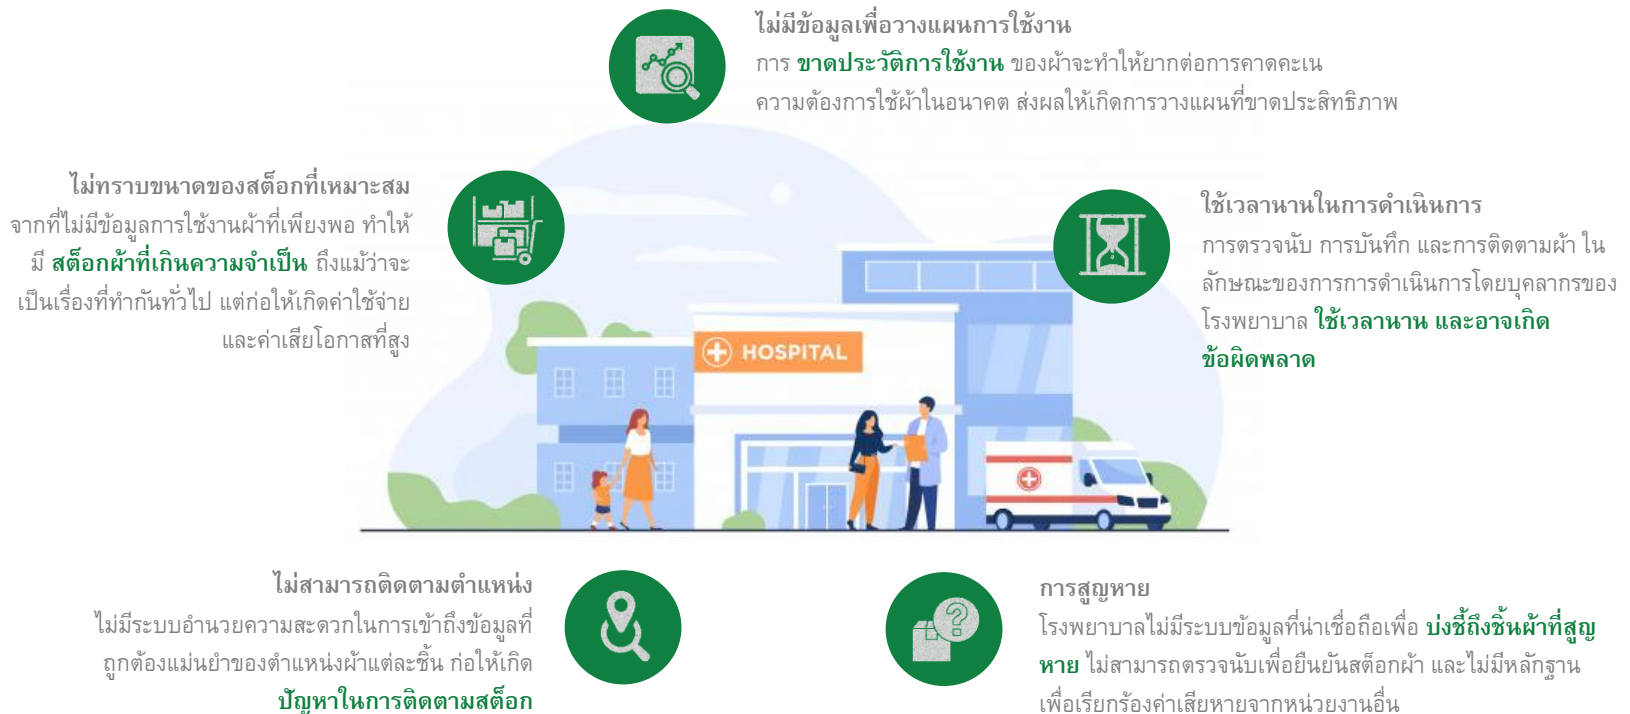 ไม่มีข้อมูลเพื่อวางแผนการใช้งาน
การ ขาดประวัติการใช้งาน ของผ้าจะทำให้ยากต่อการคาดคะเน
ความต้องการใช้ผ้าในอนาคต ส่งผลให้เกิดการวางแผนที่ขาดประสิทธิภาพ
ไม่ทราบขนาดของสต็อกที่เหมาะสม
จากที่ไม่มีข้อมูลการใช้งานผ้าที่เพียงพอ ทำให้
มี สต็อกผ้าที่เกินความจำเป็น ถึงแม้ว่าจะ
เป็นเรื่องที่ทำกันทั่วไป แต่ก่อให้เกิดค่าใช้จ่าย
และค่าเสียโอกาสที่สูง
ใช้เวลานานในการดำเนินการ
การตรวจนับ การบันทึก และการติดตามผ้า ใน
ลักษณะของการการดำเนินการโดยบุคลากรของ
โรงพยาบาล ใช้เวลานาน และอาจเกิด
ข้อผิดพลาด
HOSPITAL
ไม่สามารถติดตามตำแหน่ง
ไม่มีระบบอำนวยความสะดวกในการเข้าถึงข้อมูลที่
ถูกต้องแม่นยำของตำแหน่งผ้าแต่ละชิ้น ก่อให้เกิด
ปัญหาในการติดตามสต็อก
การสูญหาย
โรงพยาบาลไม่มีระบบข้อมูลที่น่าเชื่อถือเพื่อ บ่งชี้ถึงชิ้นผ้าที่สูญ
หาย ไม่สามารถตรวจนับเพื่อยืนยันสต็อกผ้า และไม่มีหลักฐาน
เพื่อเรียกร้องค่าเสียหายจากหน่วยงานอื่น